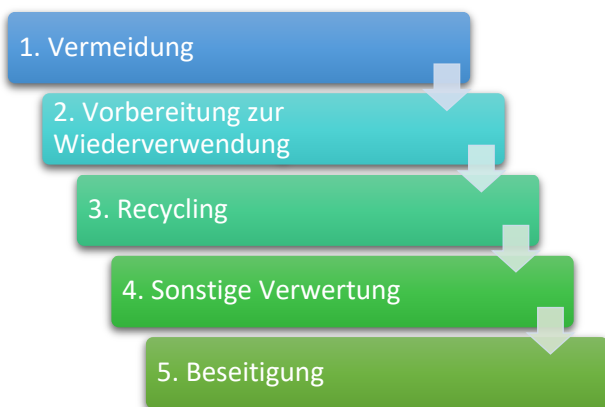 1. Vermeidung
2. Vorbereitung zur
Wiederverwendung
3. Recycling
4. Sonstige Verwertung
5. Beseitigung